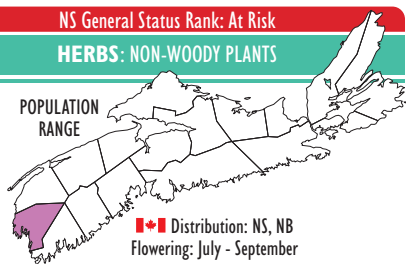 NS General Status Rank: At Risk
HERBS: NON-WOODY PLANTS
POPULATION
RANGE
Distribution: NS, NB
Flowering: July - September